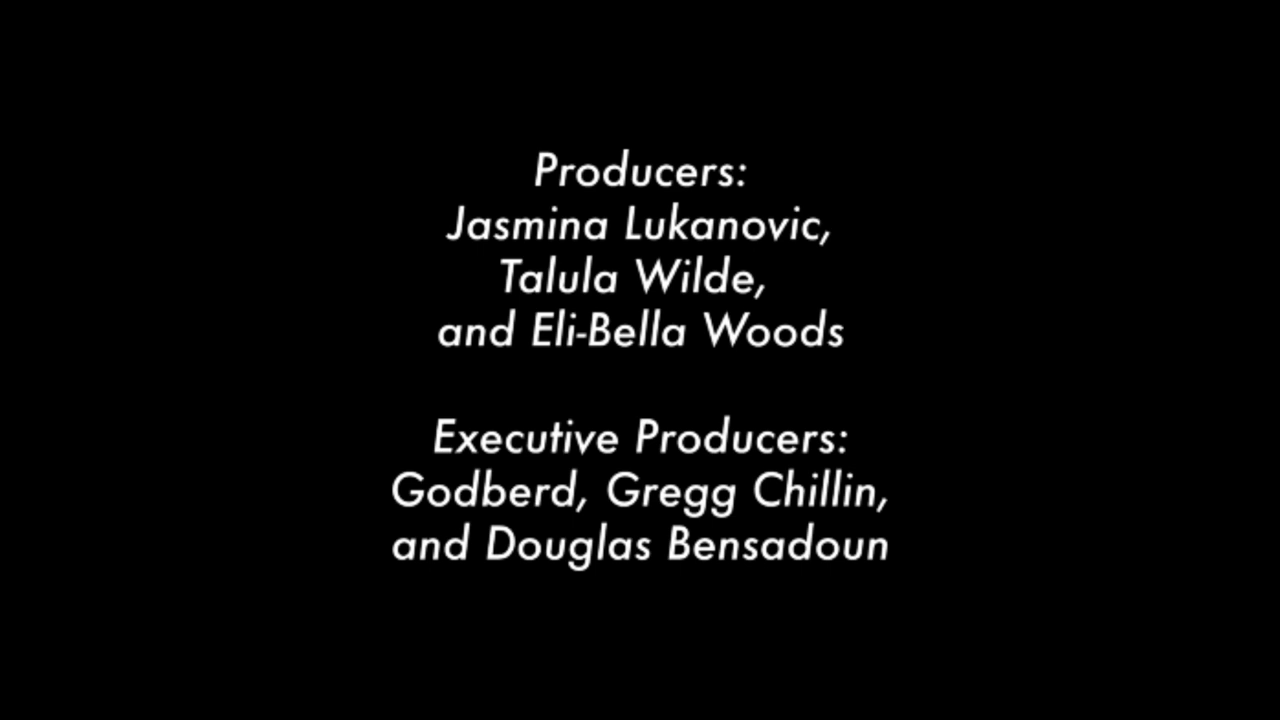 Producers:
Jasmina Lukanovic,
Talula Wilde,
and Eli-Bella Woods
Executive Producers:
Godberd, Gregg Chillin,
and Douglas Bensadoun